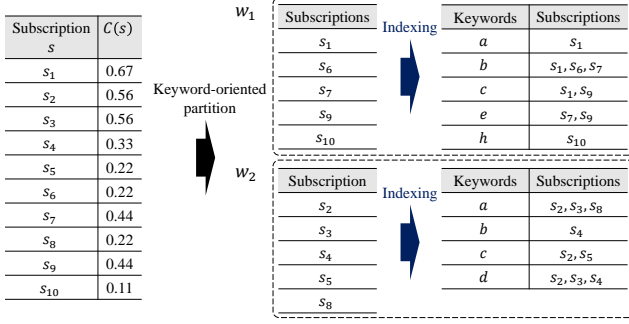 Subscription s C(s)
s1 0.67
s2 0.56
s3 0.56
s4 0.33
s5 0.22
s6 0.22
s7 0.44
s8 0.22
s9 0.44
s10 0.11
Keyword-oriented
partition
w1
Subscriptions
s1
s6
s7
s9
s10
Indexing
Keywords Subscriptions
a s1
b s1, s6, s7
c s1, s9
e s7, s9
h s10
w2
Subscription
s2
s3
s4
s5
s8
Indexing
Keywords Subscriptions
a s2, s3, s8
b s4
c s2, s5
d s2, s3, s4